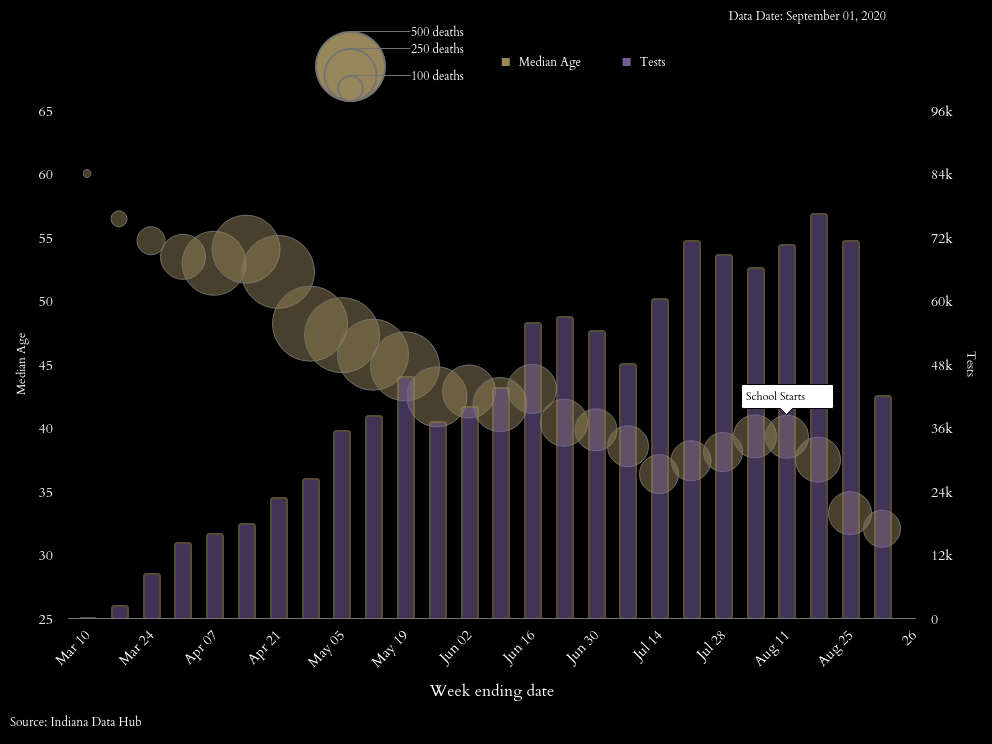 Data Date: September 01, 2020
500 deaths
250 deaths
100 deaths
Median Age
Tests
65
60
55
50
45
40
35
30
25
Median Age
96k
84k
72k
60k
48k
36k
24k
12k
0
Tests
School Starts
Mar 10
Mar 24
Apr 07
Apr 21
May 05
May 19
Jun 02
Jun 16
Jun 30
Jul 14
Jul 28
Aug 11
Aug 25
26
Week ending date
Source: Indiana Data Hub